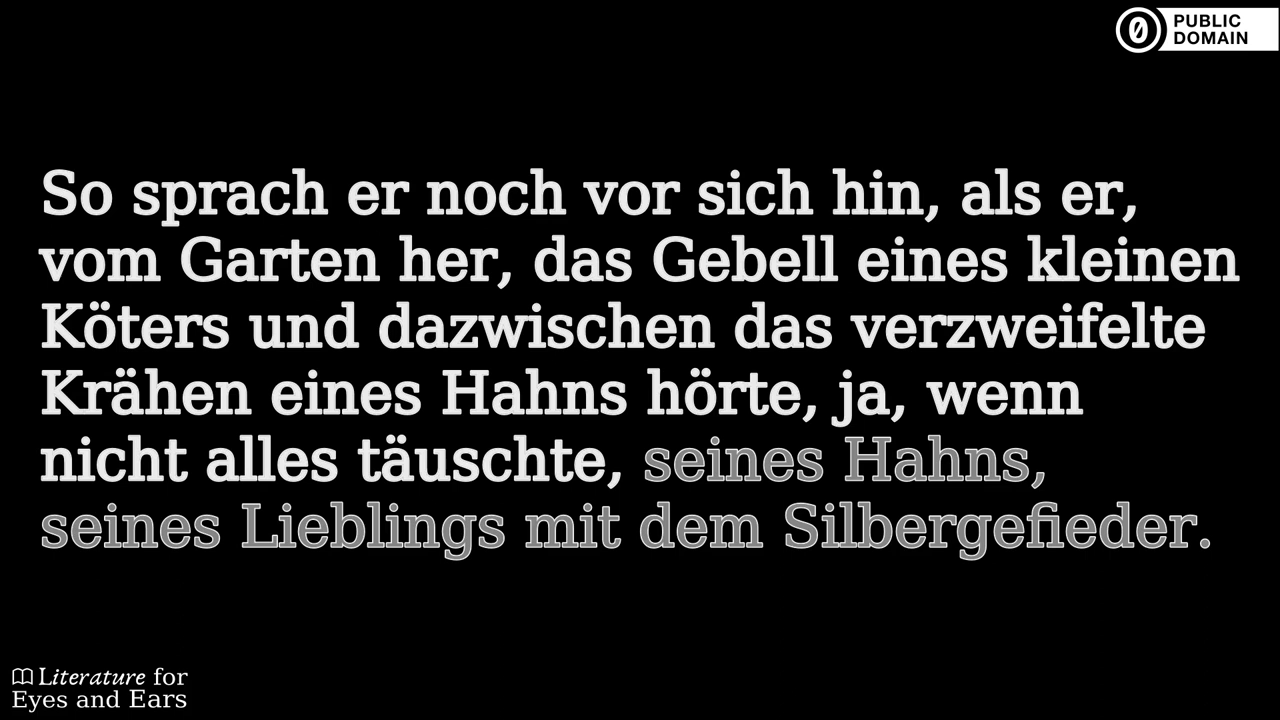 PUBLIC
DOMAIN
So sprach er noch vor sich hin, als er,
vom Garten her, das Gebell eines kleinen
Köters und dazwischen das verzweifelte
Krähen eines Hahns hörte, ja, wenn
nicht alles täuschte, seines Hahns,
seines Lieblings mit dem Silbergefieder.
Literature for
Eyes and Ears